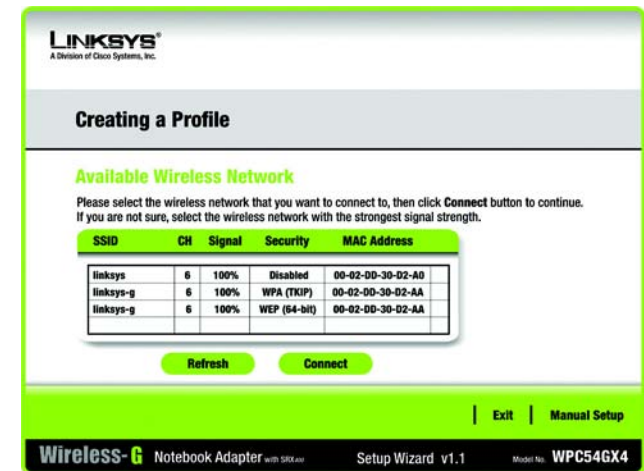 LINKSYS®
A Division of Cisco Systems, Inc.
Creating a Profile
Available Wireless Network
Please select the wireless network that you want to connect to, then click Connect button to continue.
If you are not sure, select the wireless network with the strongest signal strength.
SSID CH Signal Security MAC Address
linksys 6 100% Disabled 00-02-DD-30-D2-A0
linksys-g 6 100% WPA (TKIP) 00-02-DD-30-D2-AA
linksys-g 6 100% WEP (64-bit) 00-02-DD-30-D2-AA
Refresh Connect
Exit Manual Setup
Wireless-G Notebook Adapter with SRX400 Setup Wizard v1.1 Model No. WPC54GX4